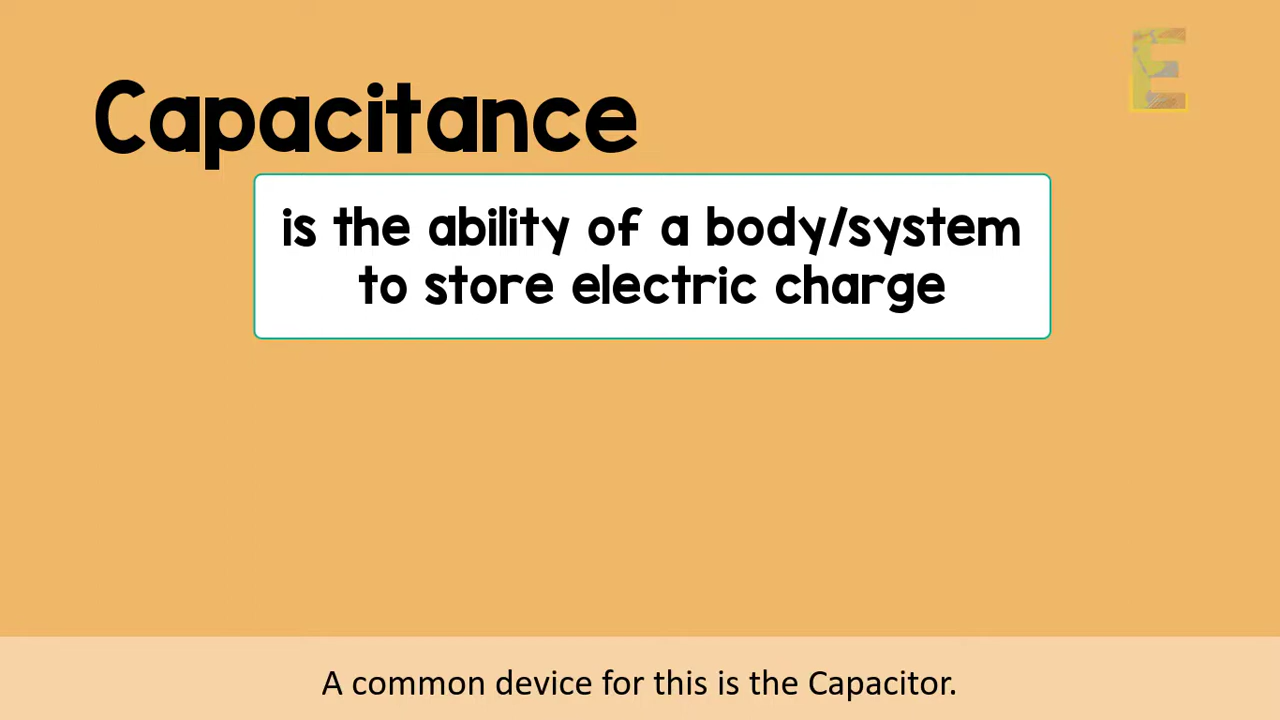 E
Capacitance
is the ability of a body/system
to store electric charge
A common device for this is the Capacitor.